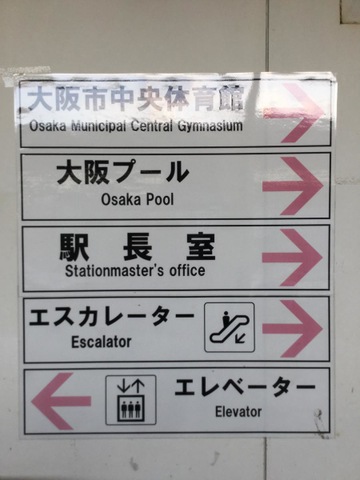 大阪市中央体育館
Osaka Municipal Central Gymnasium
大阪プール
Osaka Pool
駅長室
Stationmaster's office
エスカレーター
Escalator
エレベーター
Elevator